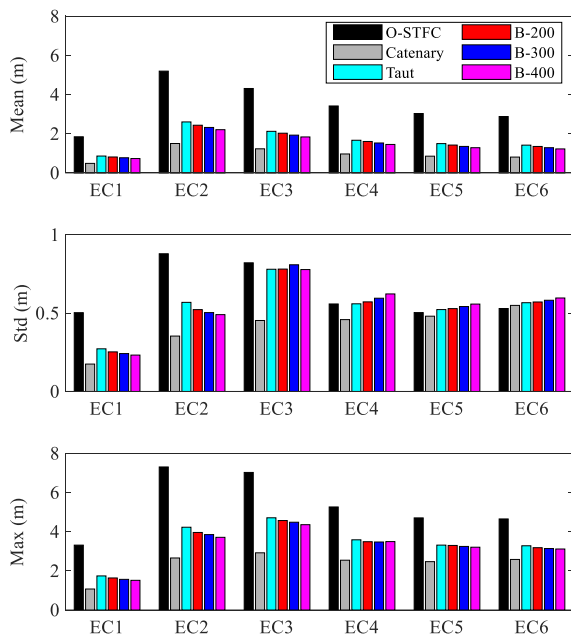 8
6
4
2
0
Mean (m)
O-STFC
Catenary
Taut
B-200
B-300
B-400
EC1 EC2 EC3 EC4 EC5 EC6
1
0.5
0
Std (m)
EC1 EC2 EC3 EC4 EC5 EC6
8
6
4
2
0
Max (m)
EC1 EC2 EC3 EC4 EC5 EC6